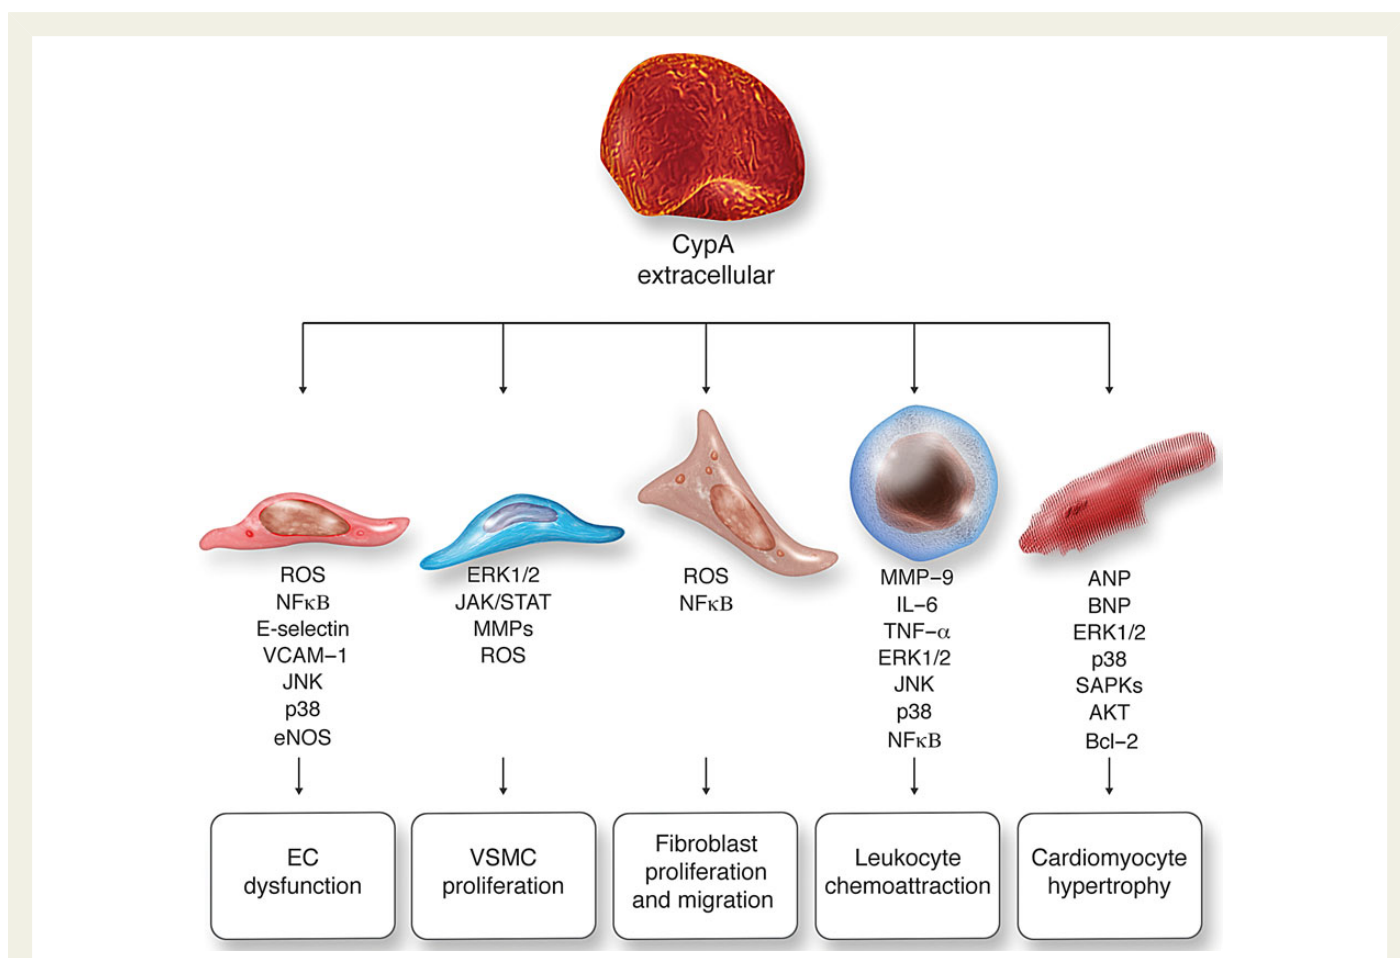 CypA
extracellular
ROS
NFκB
E-selectin
VCAM–1
JNK
p38
eNOS
ERK1/2
JAK/STAT
MMPs
ROS
ROS
NFκB
MMP–9
IL–6
TNF–α
ERK1/2
JNK
p38
NFκB
ANP
BNP
ERK1/2
p38
SAPKs
AKT
Bcl–2
EC
dysfunction
VSMC
proliferation
Fibroblast
proliferation
and migration
Leukocyte
chemoattraction
Cardiomyocyte
hypertrophy